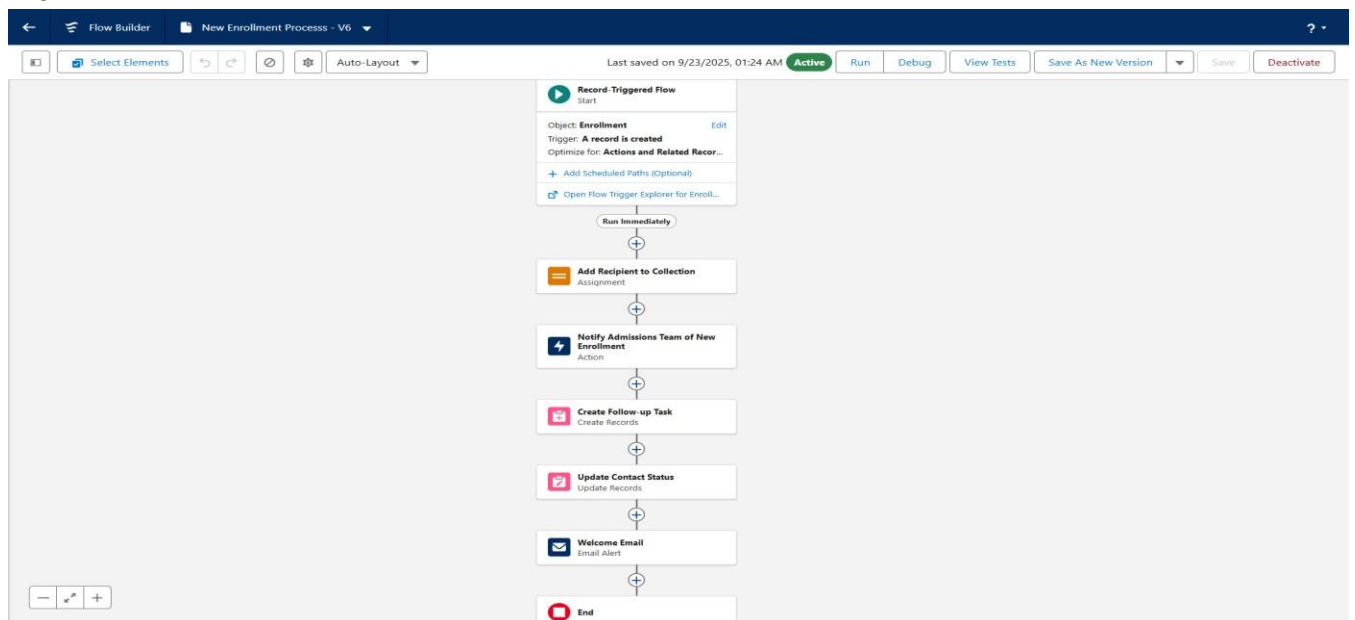 Flow Builder
New Enrollment Processs - V6
?
Select Elements
Auto-Layout
Last saved on 9/23/2025, 01:24 AM
Active
Run
Debug
View Tests
Save As New Version
Save
Deactivate
Record-Triggered Flow
Start
Object: Enrollment
Edit
Trigger: A record is created
Optimize for: Actions and Related Recor...
+ Add Scheduled Paths (Optional)
Open Flow Trigger Explorer for Enroll...
Run Immediately
Add Recipient to Collection
Assignment
Notify Admissions Team of New
Enrollment
Action
Create Follow-up Task
Create Records
Update Contact Status
Update Records
Welcome Email
Email Alert
End